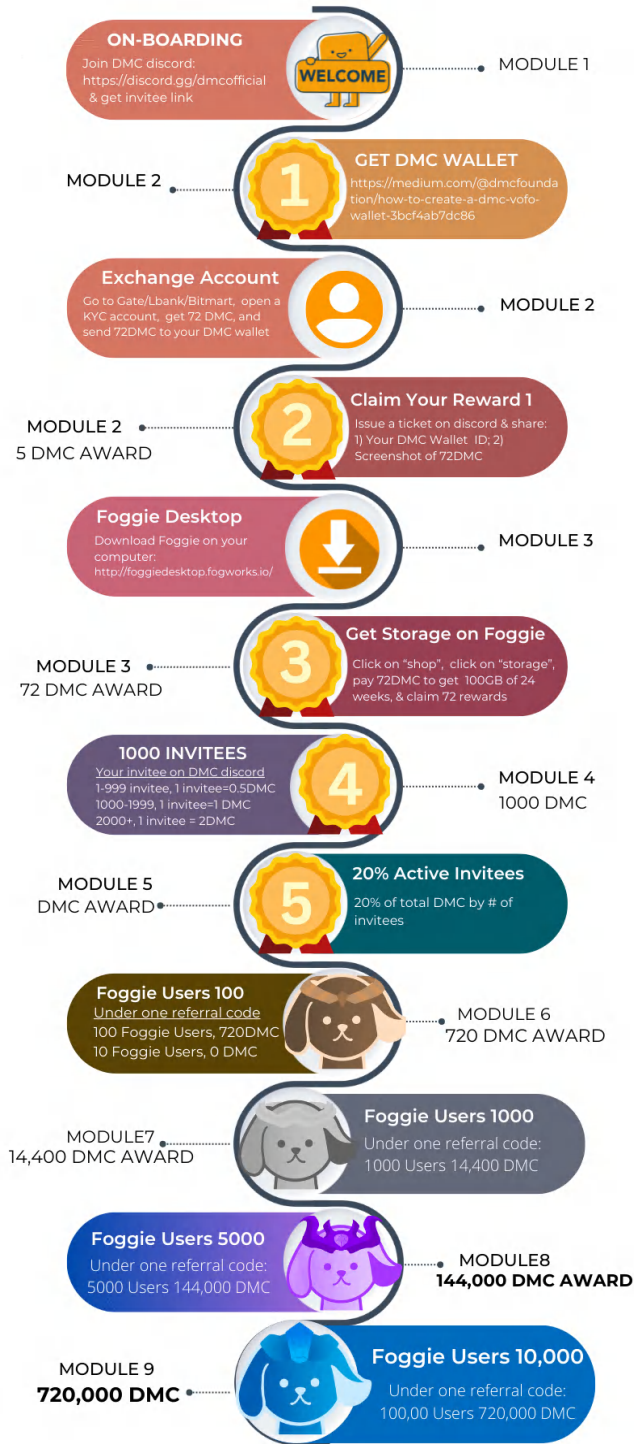 ON-BOARDING
Join DMC discord:
https://discord.gg/dmcofficial
& get invitee link
WELCOME
MODULE 1
MODULE 2
1
GET DMC WALLET
https://medium.com/@dmcfounda
tion/how-to-create-a-dmc-vofo-
wallet-3bcf4ab7dc86
Exchange Account
Go to Gate/Lbank/Bitmart, open a
KYC account, get 72 DMC, and
send 72DMC to your DMC wallet
MODULE 2
MODULE 2
5 DMC AWARD
2
Claim Your Reward 1
Issue a ticket on discord & share:
1) Your DMC Wallet ID; 2)
Screenshot of 72DMC
Foggie Desktop
Download Foggie on your
computer:
http://foggiedesktop.fogworks.io/
MODULE 3
MODULE 3
72 DMC AWARD
3
Get Storage on Foggie
Click on “shop”, click on “storage”,
pay 72DMC to get 100GB of 24
weeks, & claim 72 rewards
1000 INVITEES
Your invitee on DMC discord
1-999 invitee, 1 invitee=0.5DMC
1000-1999, 1 invitee=1 DMC
2000+, 1 invitee = 2DMC
4
MODULE 4
1000 DMC
MODULE 5
DMC AWARD
5
20% Active Invitees
20% of total DMC by # of
invitees
Foggie Users 100
Under one referral code
100 Foggie Users, 720DMC
10 Foggie Users, 0 DMC
MODULE 6
720 DMC AWARD
MODULE7
14,400 DMC AWARD
Foggie Users 1000
Under one referral code:
1000 Users 14,400 DMC
Foggie Users 5000
Under one referral code:
5000 Users 144,000 DMC
MODULE8
144,000 DMC AWARD
MODULE 9
720,000 DMC
Foggie Users 10,000
Under one referral code:
100,00 Users 720,000 DMC